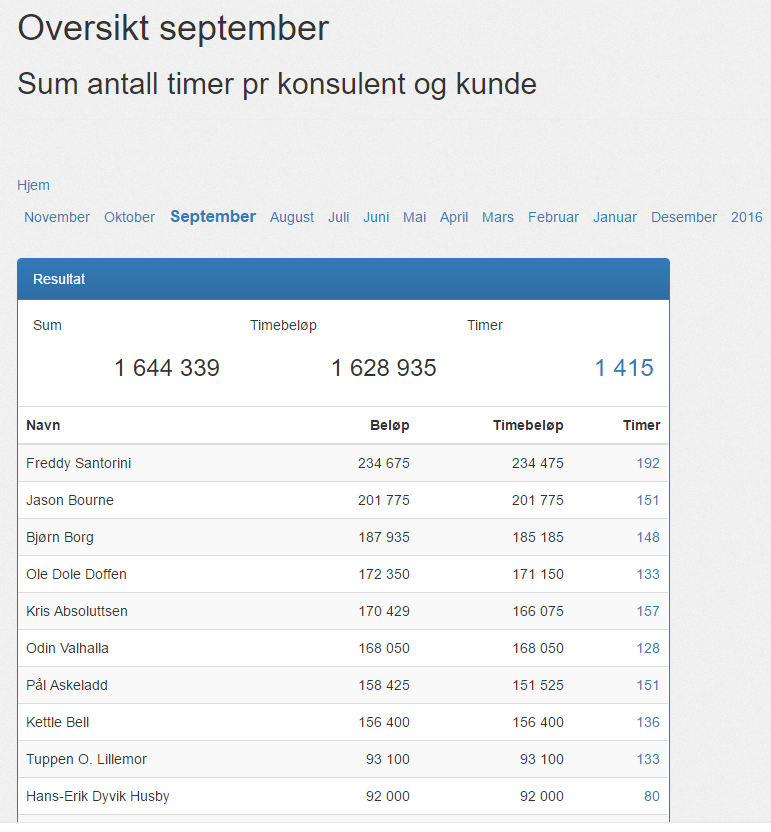 Oversikt september
Sum antall timer pr konsulent og kunde
Hjem
November Oktober September August Juli Juni Mai April Mars Februar Januar Desember 2016
Resultat
Sum Timebeløp Timer
1 644 339 1 628 935 1 415
Navn Beløp Timebeløp Timer
Freddy Santorini 234 675 234 475 192
Jason Bourne 201 775 201 775 151
Bjørn Borg 187 935 185 185 148
Ole Dole Doffen 172 350 171 150 133
Kris Absoluttsen 170 429 166 075 157
Odin Valhalla 168 050 168 050 128
Pål Askeladd 158 425 151 525 151
Kettle Bell 156 400 156 400 136
Tuppen O. Lillemor 93 100 93 100 133
Hans-Erik Dyvik Husby 92 000 92 000 80